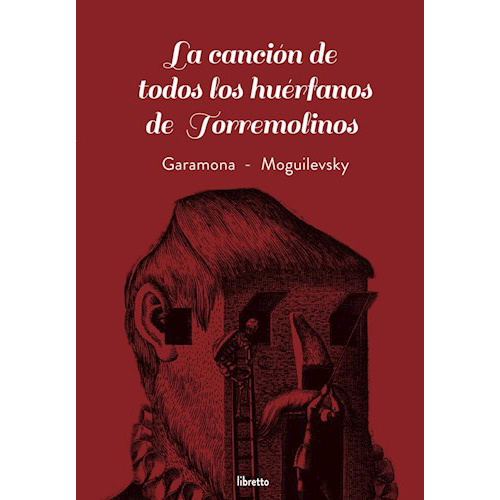 La canción de
todos los huérfanos
de Torremolinos
Garamona - Moguilevsky
libretto